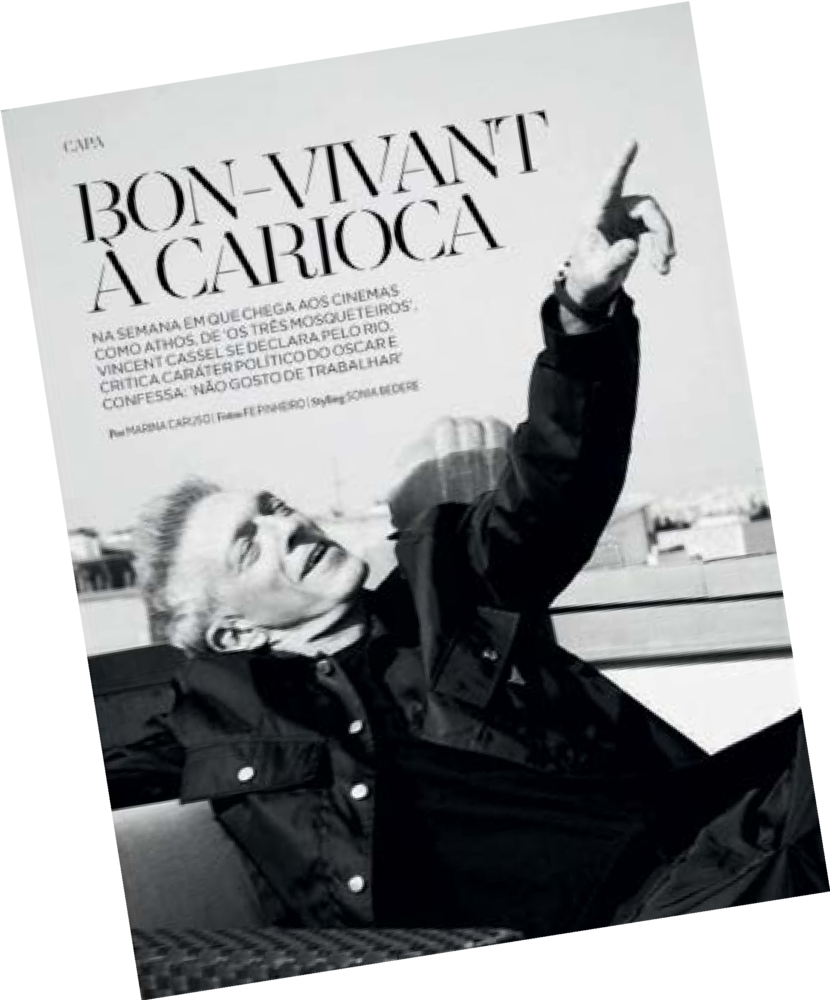 CAPA
BON-VIVANT
À CARIOCA
NA SEMANA EM QUE CHEGA AOS CINEMAS
COMO ATHOS, DE 'OS TRÊS MOSQUETEIROS',
VINCENT CASSEL SE DECLARA PELO RIO,
CRITICA CARÁTER POLÍTICO DO OSCAR E
CONFESSA: 'NÃO GOSTO DE TRABALHAR'
Por MARINA CARUSO | Fotos FE PINHEIRO | Styling SONIA BEDERE